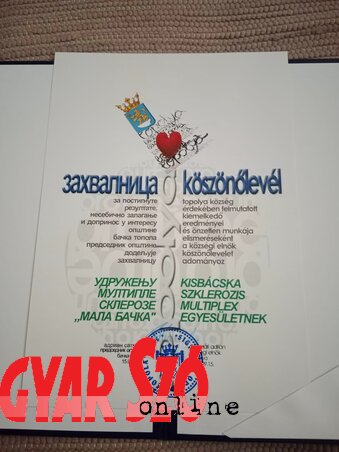 захвалница
köszönőlevél
за постигнуте
резултате,
несебично залагање
и допринос у интересу
општине
бачка топола
председник општине
додељује
захвалницу
topolya község
érdekében felmutatott
kiemelkedő
eredményei
és önzetlen munkája
elismeréseként
a községi elnök
köszönőlevelet
adományoz
УДРУЖЕЊУ
МУЛТИПЛЕ
СКЛЕРОЗЕ
„МАЛА БАЧКА”
KISBÁCSKA
SZKLERÓZIS
MULTIPLEX
EGYESÜLETNEK
GYAR SZÓ
online